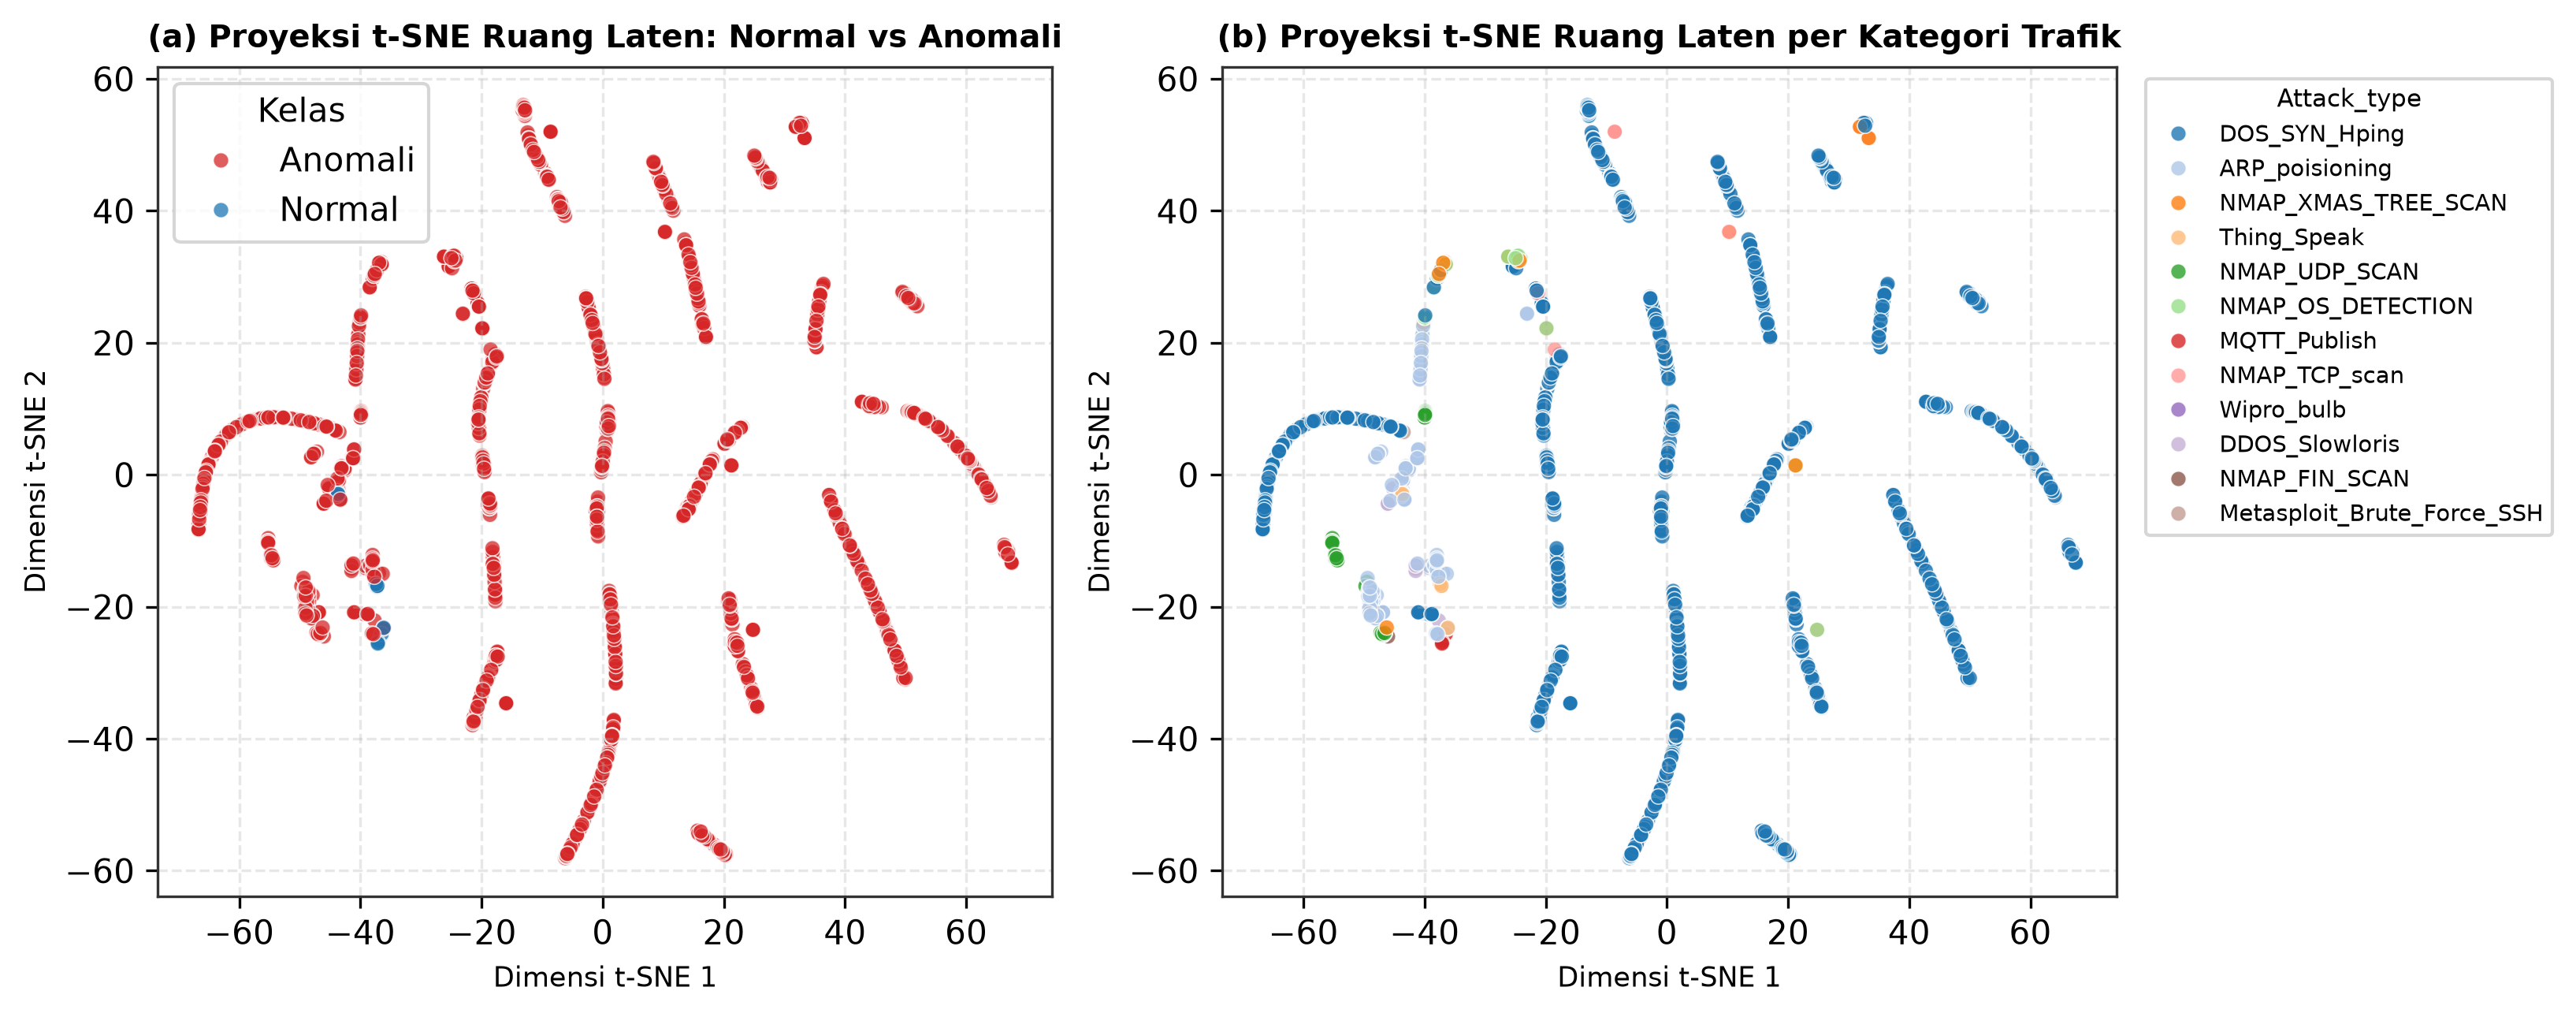 (a) Proyeksi t-SNE Ruang Laten: Normal vs Anomali
Kelas
Anomali
Normal
60
40
20
0
−20
−40
−60
Dimensi t-SNE 2
−60 −40 −20 0 20 40 60
Dimensi t-SNE 1
(b) Proyeksi t-SNE Ruang Laten per Kategori Trafik
60
40
20
0
−20
−40
−60
Dimensi t-SNE 2
−60 −40 −20 0 20 40 60
Dimensi t-SNE 1
Attack_type
DOS_SYN_Hping
ARP_poisioning
NMAP_XMAS_TREE_SCAN
Thing_Speak
NMAP_UDP_SCAN
NMAP_OS_DETECTION
MQTT_Publish
NMAP_TCP_scan
Wipro_bulb
DDOS_Slowloris
NMAP_FIN_SCAN
Metasploit_Brute_Force_SSH